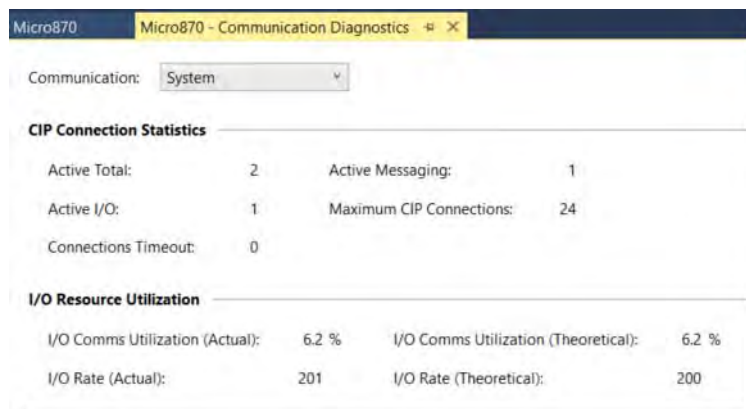 Micro870 Micro870 - Communication Diagnostics
Communication: System
CIP Connection Statistics
Active Total: 2 Active Messaging: 1
Active I/O: 1 Maximum CIP Connections: 24
Connections Timeout: 0
I/O Resource Utilization
I/O Comms Utilization (Actual): 6.2 % I/O Comms Utilization (Theoretical): 6.2 %
I/O Rate (Actual): 201 I/O Rate (Theoretical): 200